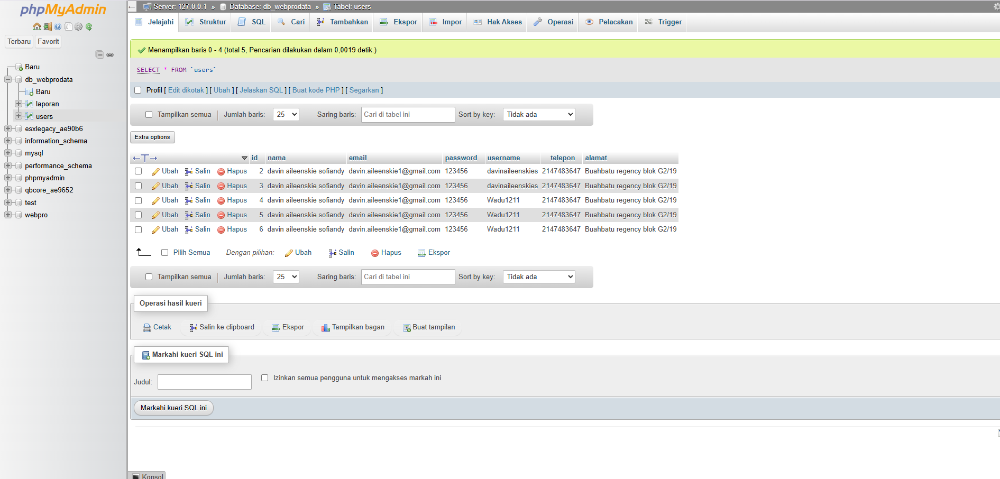 phpMyAdmin
Terbaru Favorit
Baru
db_webprodata
Baru
laporan
users
esxlegacy_ae90b6
information_schema
mysql
performance_schema
phpmyadmin
qbcore_ae9652
test
webpro
Server: 127.0.0.1 » Database: db_webprodata » Tabel: users
Jelajahi Struktur SQL Cari Tambahkan Ekspor Impor Hak Akses Operasi Pelacakan Trigger
Menampilkan baris 0 - 4 (total 5, Pencarian dilakukan dalam 0,0019 detik.)
SELECT * FROM `users`
Profil [ Edit dikotak ] [ Ubah ] [ Jelaskan SQL ] [ Buat kode PHP ] [ Segarkan ]
Tampilkan semua Jumlah baris: 25 Saring baris: Cari di tabel ini Sort by key: Tidak ada
Extra options
←T→ id nama email password username telepon alamat
Ubah Salin Hapus 2 davin aileenskie sofiandy davin.aileenskie1@gmail.com 123456 davinaileenskies 2147483647 Buahbatu regency blok G2/19
Ubah Salin Hapus 3 davin aileenskie sofiandy davin.aileenskie1@gmail.com 123456 davinaileenskies 2147483647 Buahbatu regency blok G2/19
Ubah Salin Hapus 4 davin aileenskie sofiandy davin.aileenskie1@gmail.com 123456 Wadu1211 2147483647 Buahbatu regency blok G2/19
Ubah Salin Hapus 5 davin aileenskie sofiandy davin.aileenskie1@gmail.com 123456 Wadu1211 2147483647 Buahbatu regency blok G2/19
Ubah Salin Hapus 6 davin aileenskie sofiandy davin.aileenskie1@gmail.com 123456 Wadu1211 2147483647 Buahbatu regency blok G2/19
Pilih Semua Dengan pilihan: Ubah Salin Hapus Ekspor
Tampilkan semua Jumlah baris: 25 Saring baris: Cari di tabel ini Sort by key: Tidak ada
Operasi hasil kueri
Cetak Salin ke clipboard Ekspor Tampilkan bagan Buat tampilan
Markahi kueri SQL ini
Judul: Izinkan semua pengguna untuk mengakses markah ini
Markahi kueri SQL ini
Konsol